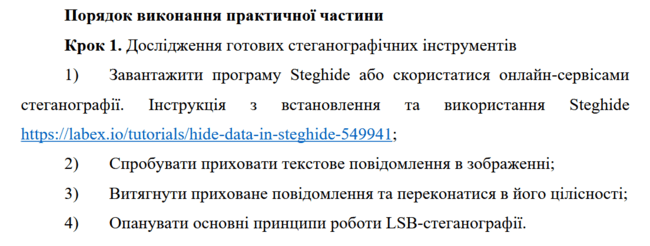 Порядок виконання практичної частини
Крок 1. Дослідження готових стеганографічних інструментів
1) Завантажити програму Steghide або скористатися онлайн-сервісами
стеганографії. Інструкція з встановлення та використання Steghide
https://labex.io/tutorials/hide-data-in-steghide-549941;
2) Спробувати приховати текстове повідомлення в зображенні;
3) Витягнути приховане повідомлення та переконатися в його цілісності;
4) Опанувати основні принципи роботи LSB-стеганографії.